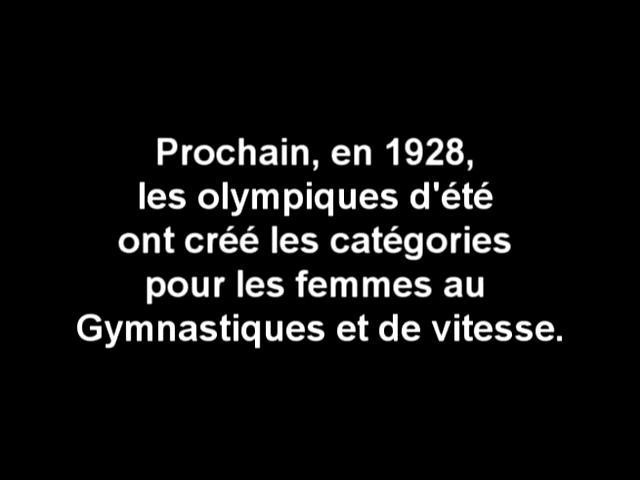 Prochain, en 1928,
les olympiques d'été
ont créé les catégories
pour les femmes au
Gymnastiques et de vitesse.